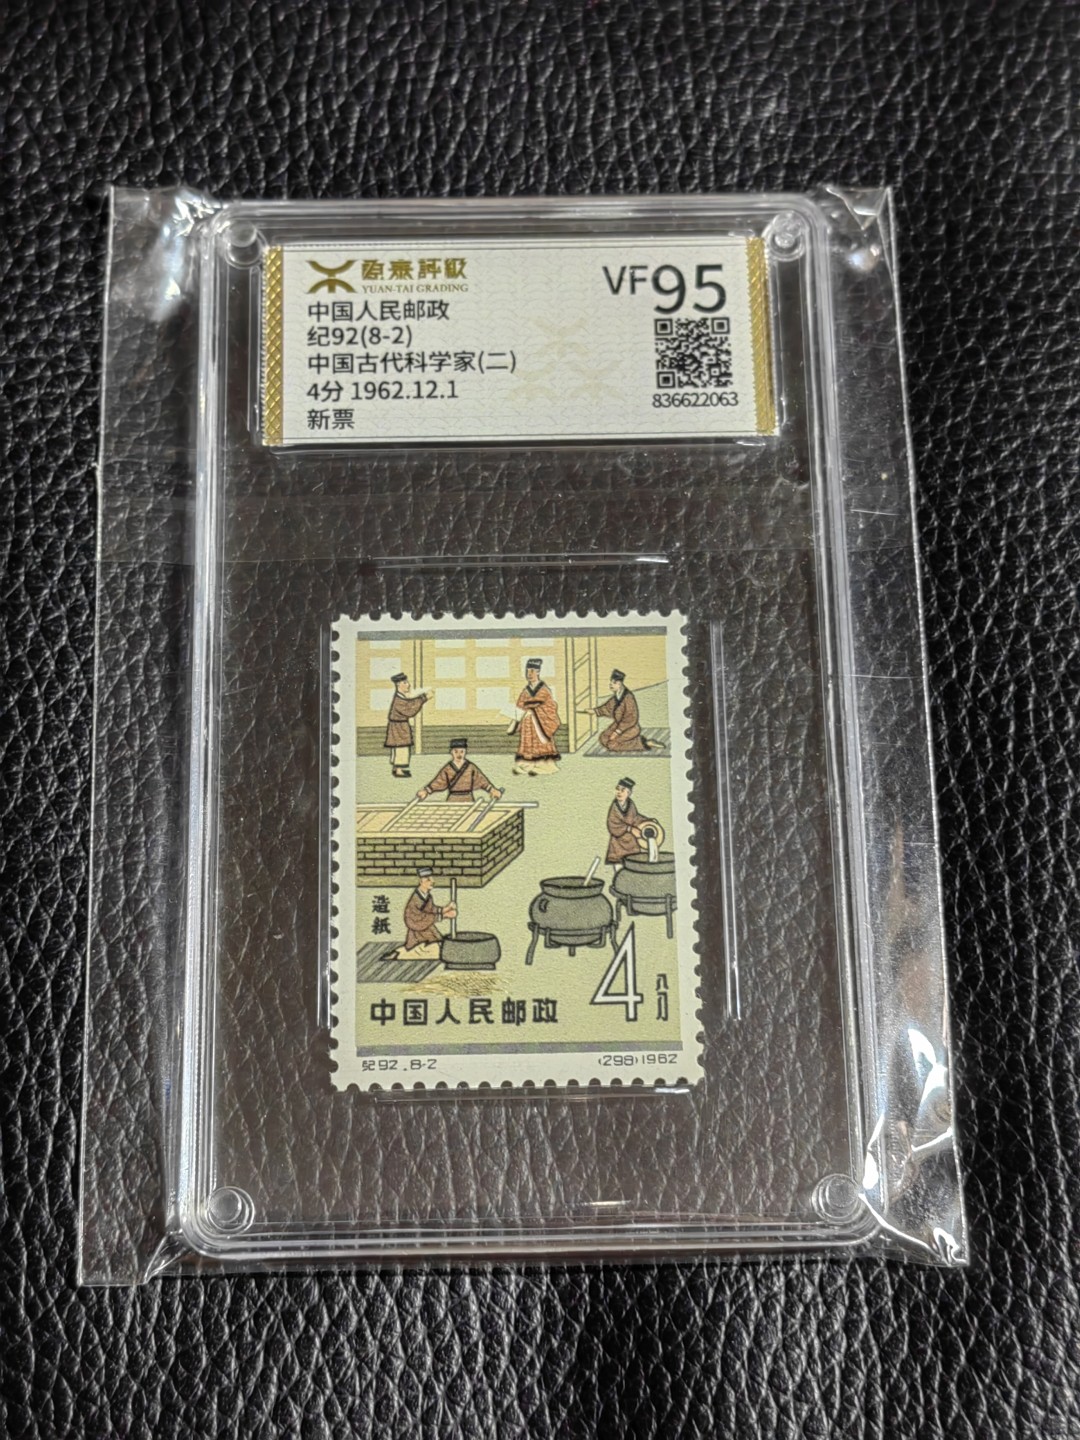 源泰評級
YUAN-TAI GRADING
VF95
中国人民邮政
纪92(8-2)
中国古代科学家(二)
4分 1962.12.1
新票
836622063
造紙
4分
中国人民邮政
纪92.8-2
(298)1962